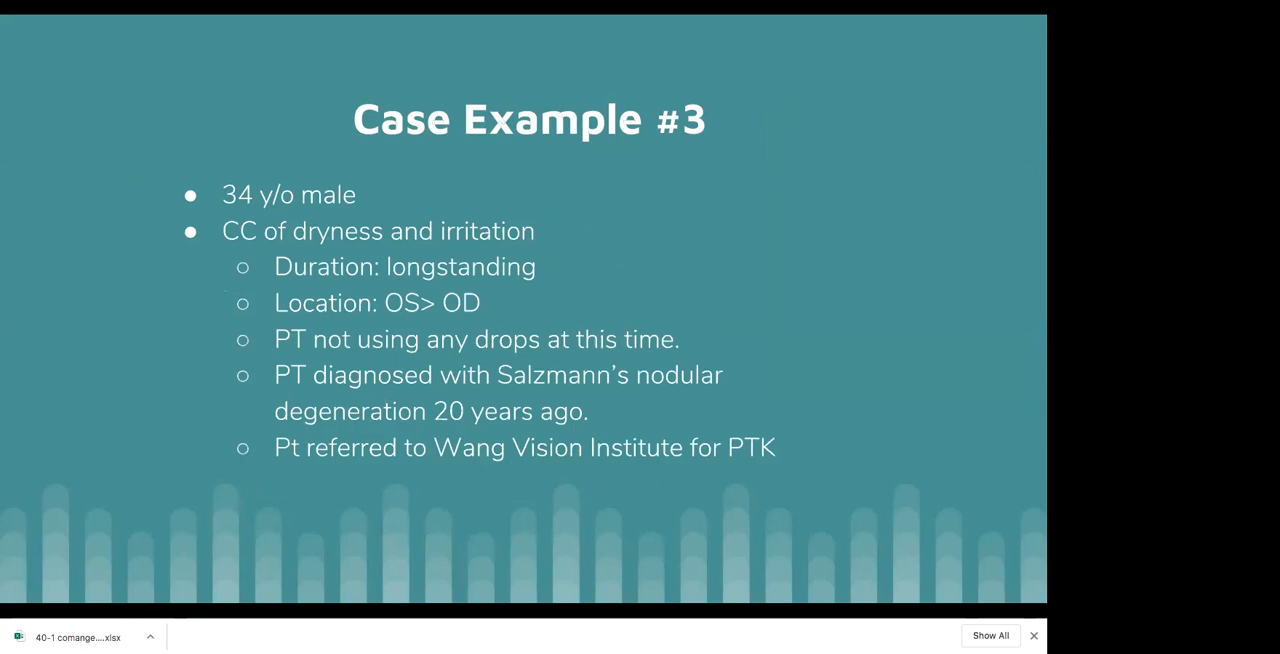 Case Example #3
● 34 y/o male
● CC of dryness and irritation
○ Duration: longstanding
○ Location: OS> OD
○ PT not using any drops at this time.
○ PT diagnosed with Salzmann’s nodular
degeneration 20 years ago.
○ Pt referred to Wang Vision Institute for PTK
40-1 comange....xlsx
Show All